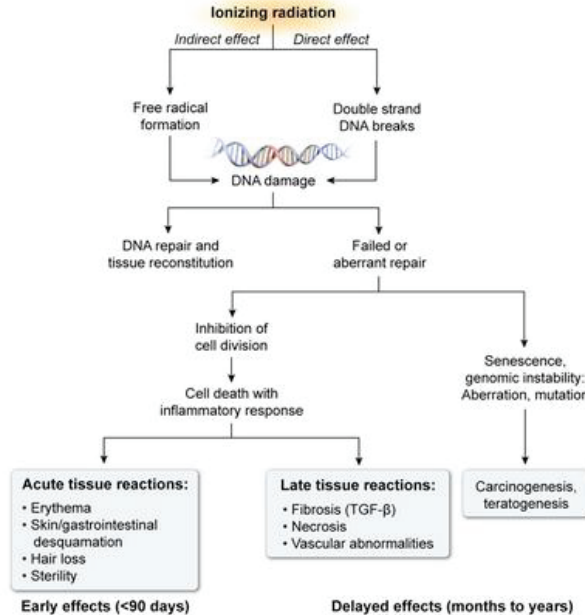 Ionizing radiation
Indirect effect
Direct effect
Free radical
formation
Double strand
DNA breaks
DNA damage
DNA repair and
tissue reconstitution
Failed or
aberrant repair
Inhibition of
cell division
Cell death with
inflammatory response
Senescence,
genomic instability:
Aberration, mutation
Acute tissue reactions:
• Erythema
• Skin/gastrointestinal
desquamation
• Hair loss
• Sterility
Late tissue reactions:
• Fibrosis (TGF-β)
• Necrosis
• Vascular abnormalities
Carcinogenesis,
teratogenesis
Early effects (<90 days)
Delayed effects (months to years)